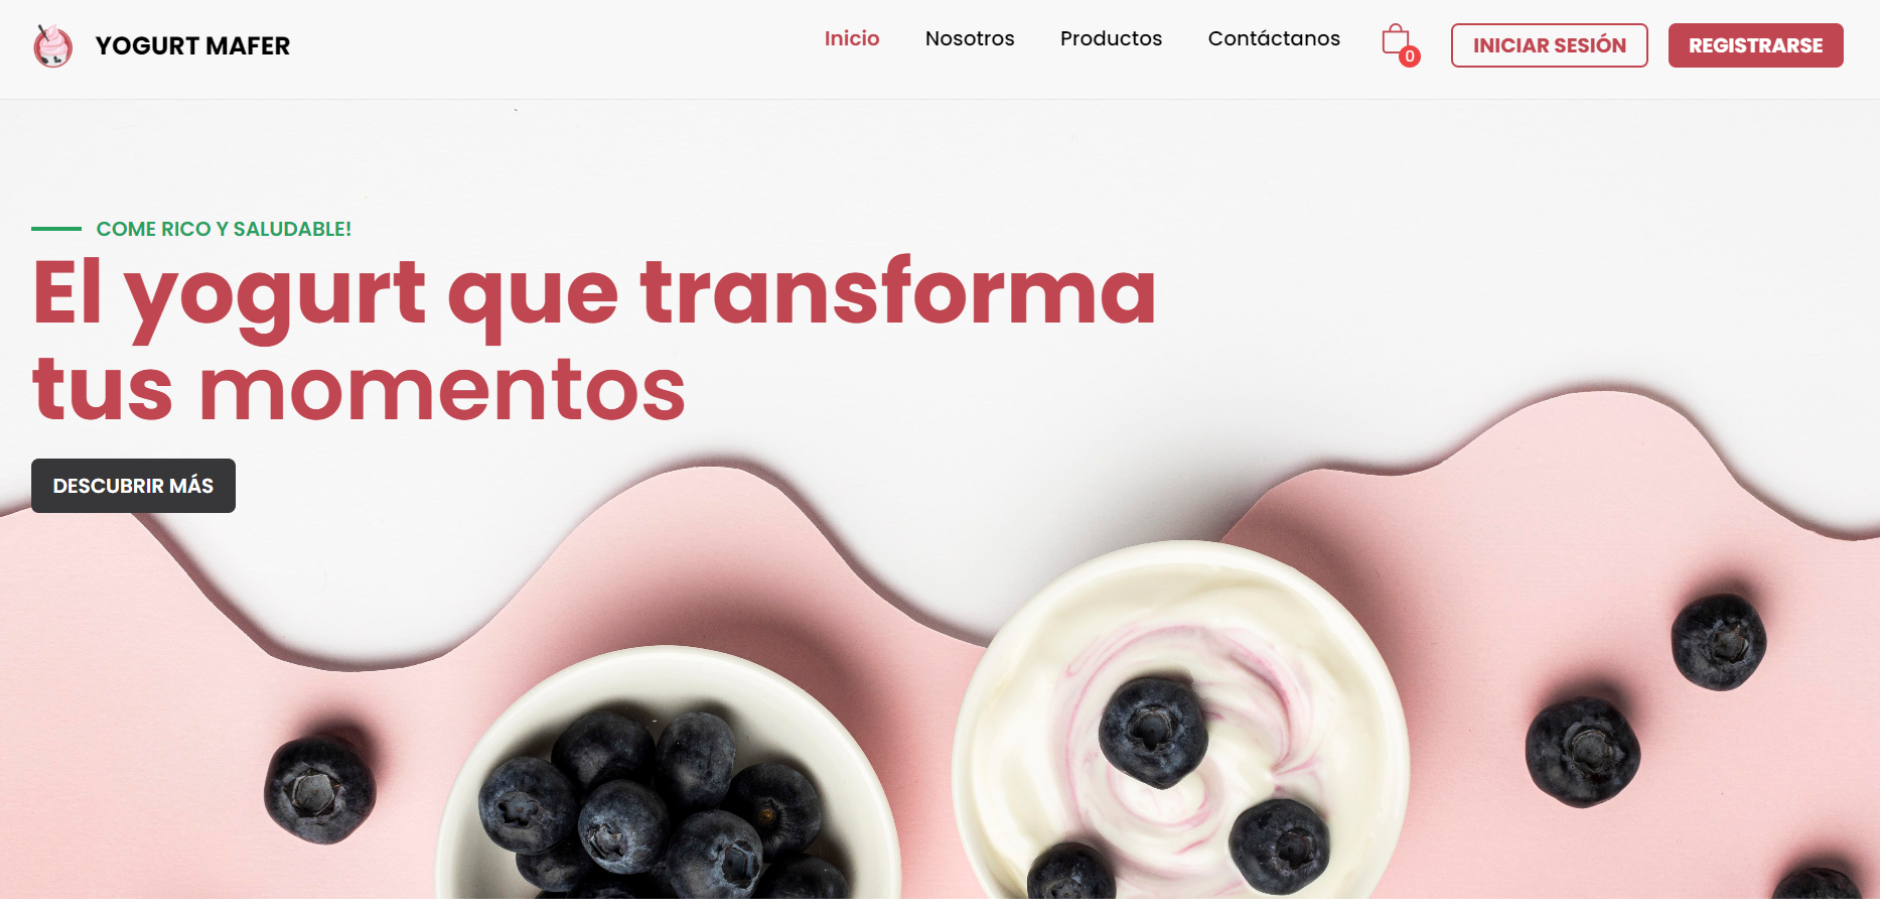 YOGURT MAFER
Inicio
Nosotros
Productos
Contáctanos
0
INICIAR SESIÓN
REGISTRARSE
COME RICO Y SALUDABLE!
El yogurt que transforma
tus momentos
DESCUBRIR MÁS